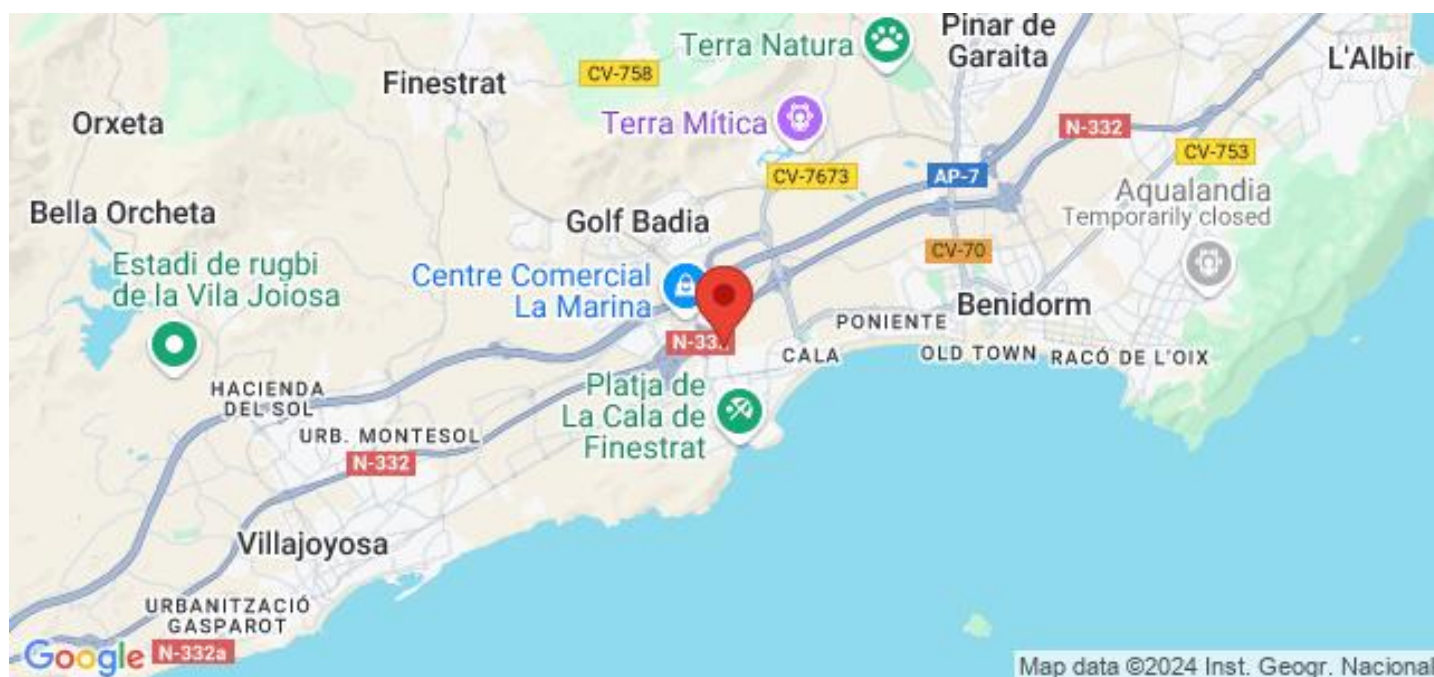 Terra Natura
Pinar de
Garaita
L'Albir
Finestrat
CV-758
Orxeta
Terra Mítica
N-332
CV-753
CV-7673
AP-7
Aqualandia
Temporarily closed
Bella Orcheta
Golf Badia
CV-70
Estadi de rugbi
de la Vila Joiosa
Centre Comercial
La Marina
Benidorm
PONIENTE
N-33
CALA
OLD TOWN
RACÓ DE L'OIX
HACIENDA
DEL SOL
Platja de
La Cala de
Finestrat
URB. MONTESOL
N-332
Villajoyosa
URBANITZACIÓ
GASPAROT
Google
N-332a
Map data ©2024 Inst. Geogr. Nacional